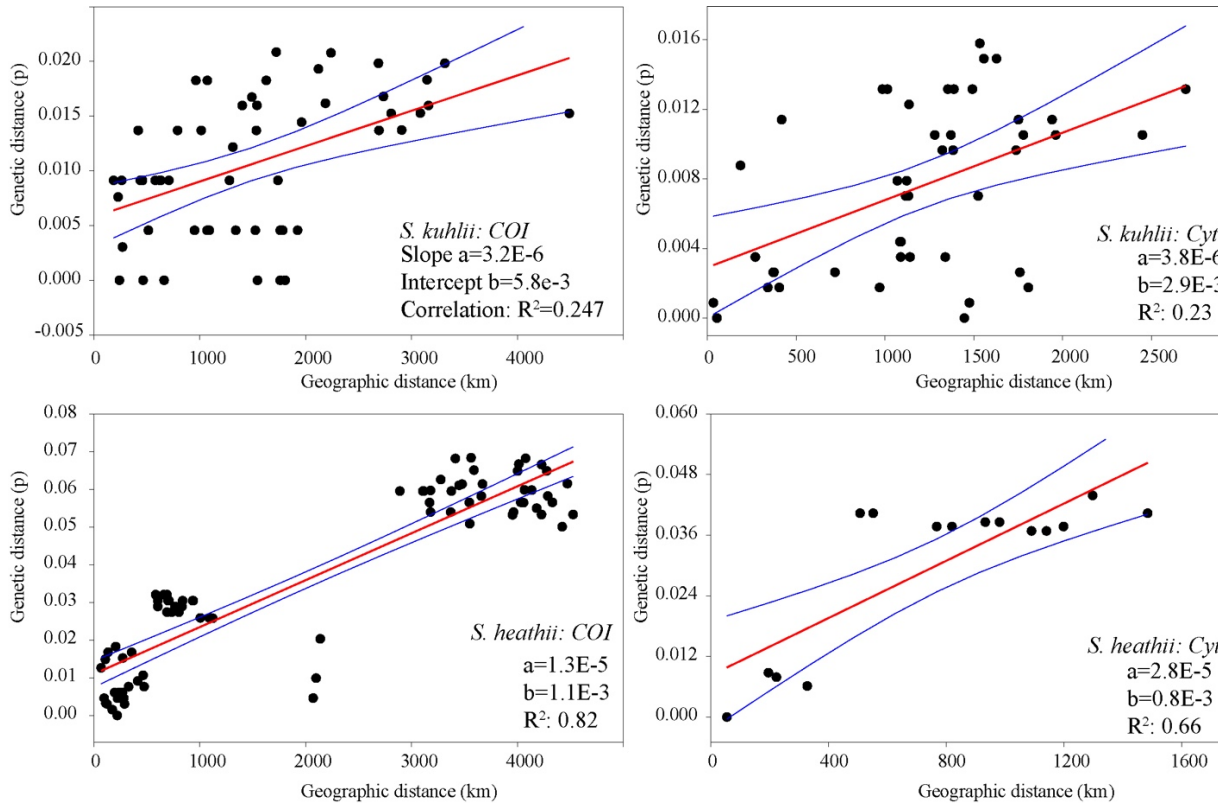 Genetic distance (p)
0.020
0.015
0.010
0.005
0.000
-0.005
S. kuhlii: COI
Slope a=3.2E-6
Intercept b=5.8e-3
Correlation: R²=0.247
0 1000 2000 3000 4000
Geographic distance (km)
Genetic distance (p)
0.016
0.012
0.008
0.004
0.000
S. kuhlii: Cyt
a=3.8E-6
b=2.9E-3
R²: 0.23
0 500 1000 1500 2000 2500
Geographic distance (km)
Genetic distance (p)
0.08
0.07
0.06
0.05
0.04
0.03
0.02
0.01
0.00
S. heathii: COI
a=1.3E-5
b=1.1E-3
R²: 0.82
0 1000 2000 3000 4000
Geographic distance (km)
Genetic distance (p)
0.060
0.048
0.036
0.024
0.012
0.000
S. heathii: Cyt
a=2.8E-5
b=0.8E-3
R²: 0.66
0 400 800 1200 1600
Geographic distance (km)